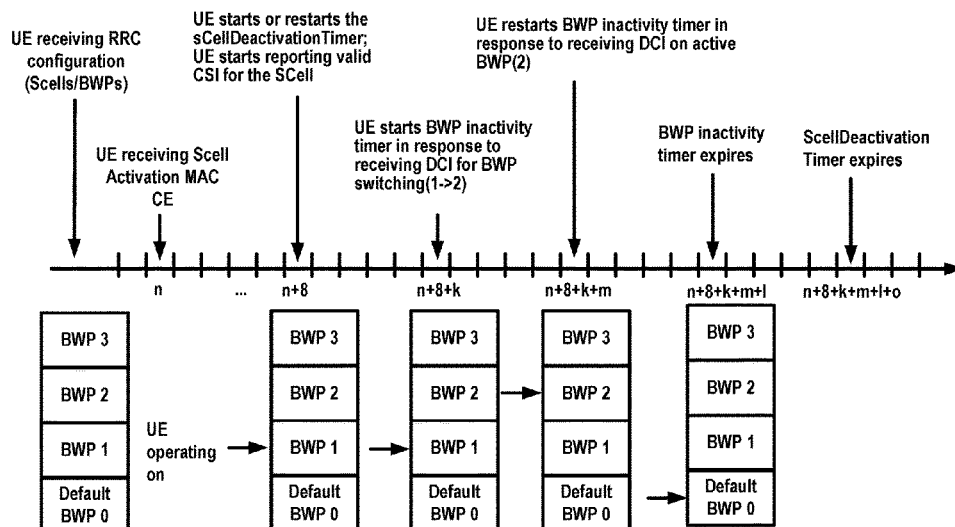 UE receiving RRC
configuration
(Scells/BWPs)
UE receiving Scell
Activation MAC
CE
UE starts or restarts the
sCellDeactivationTimer;
UE starts reporting valid
CSI for the SCell
UE starts BWP inactivity
timer in response to
receiving DCI for BWP
switching(1->2)
UE restarts BWP inactivity timer in
response to receiving DCI on active
BWP(2)
BWP inactivity
timer expires
ScellDeactivation
Timer expires
n
...
n+8
n+8+k
n+8+k+m
n+8+k+m+l
n+8+k+m+l+o
BWP 3
BWP 2
BWP 1
Default
BWP 0
UE
operating
on
BWP 3
BWP 2
BWP 1
Default
BWP 0
BWP 3
BWP 2
BWP 1
Default
BWP 0
BWP 3
BWP 2
BWP 1
Default
BWP 0
BWP 3
BWP 2
BWP 1
Default
BWP 0